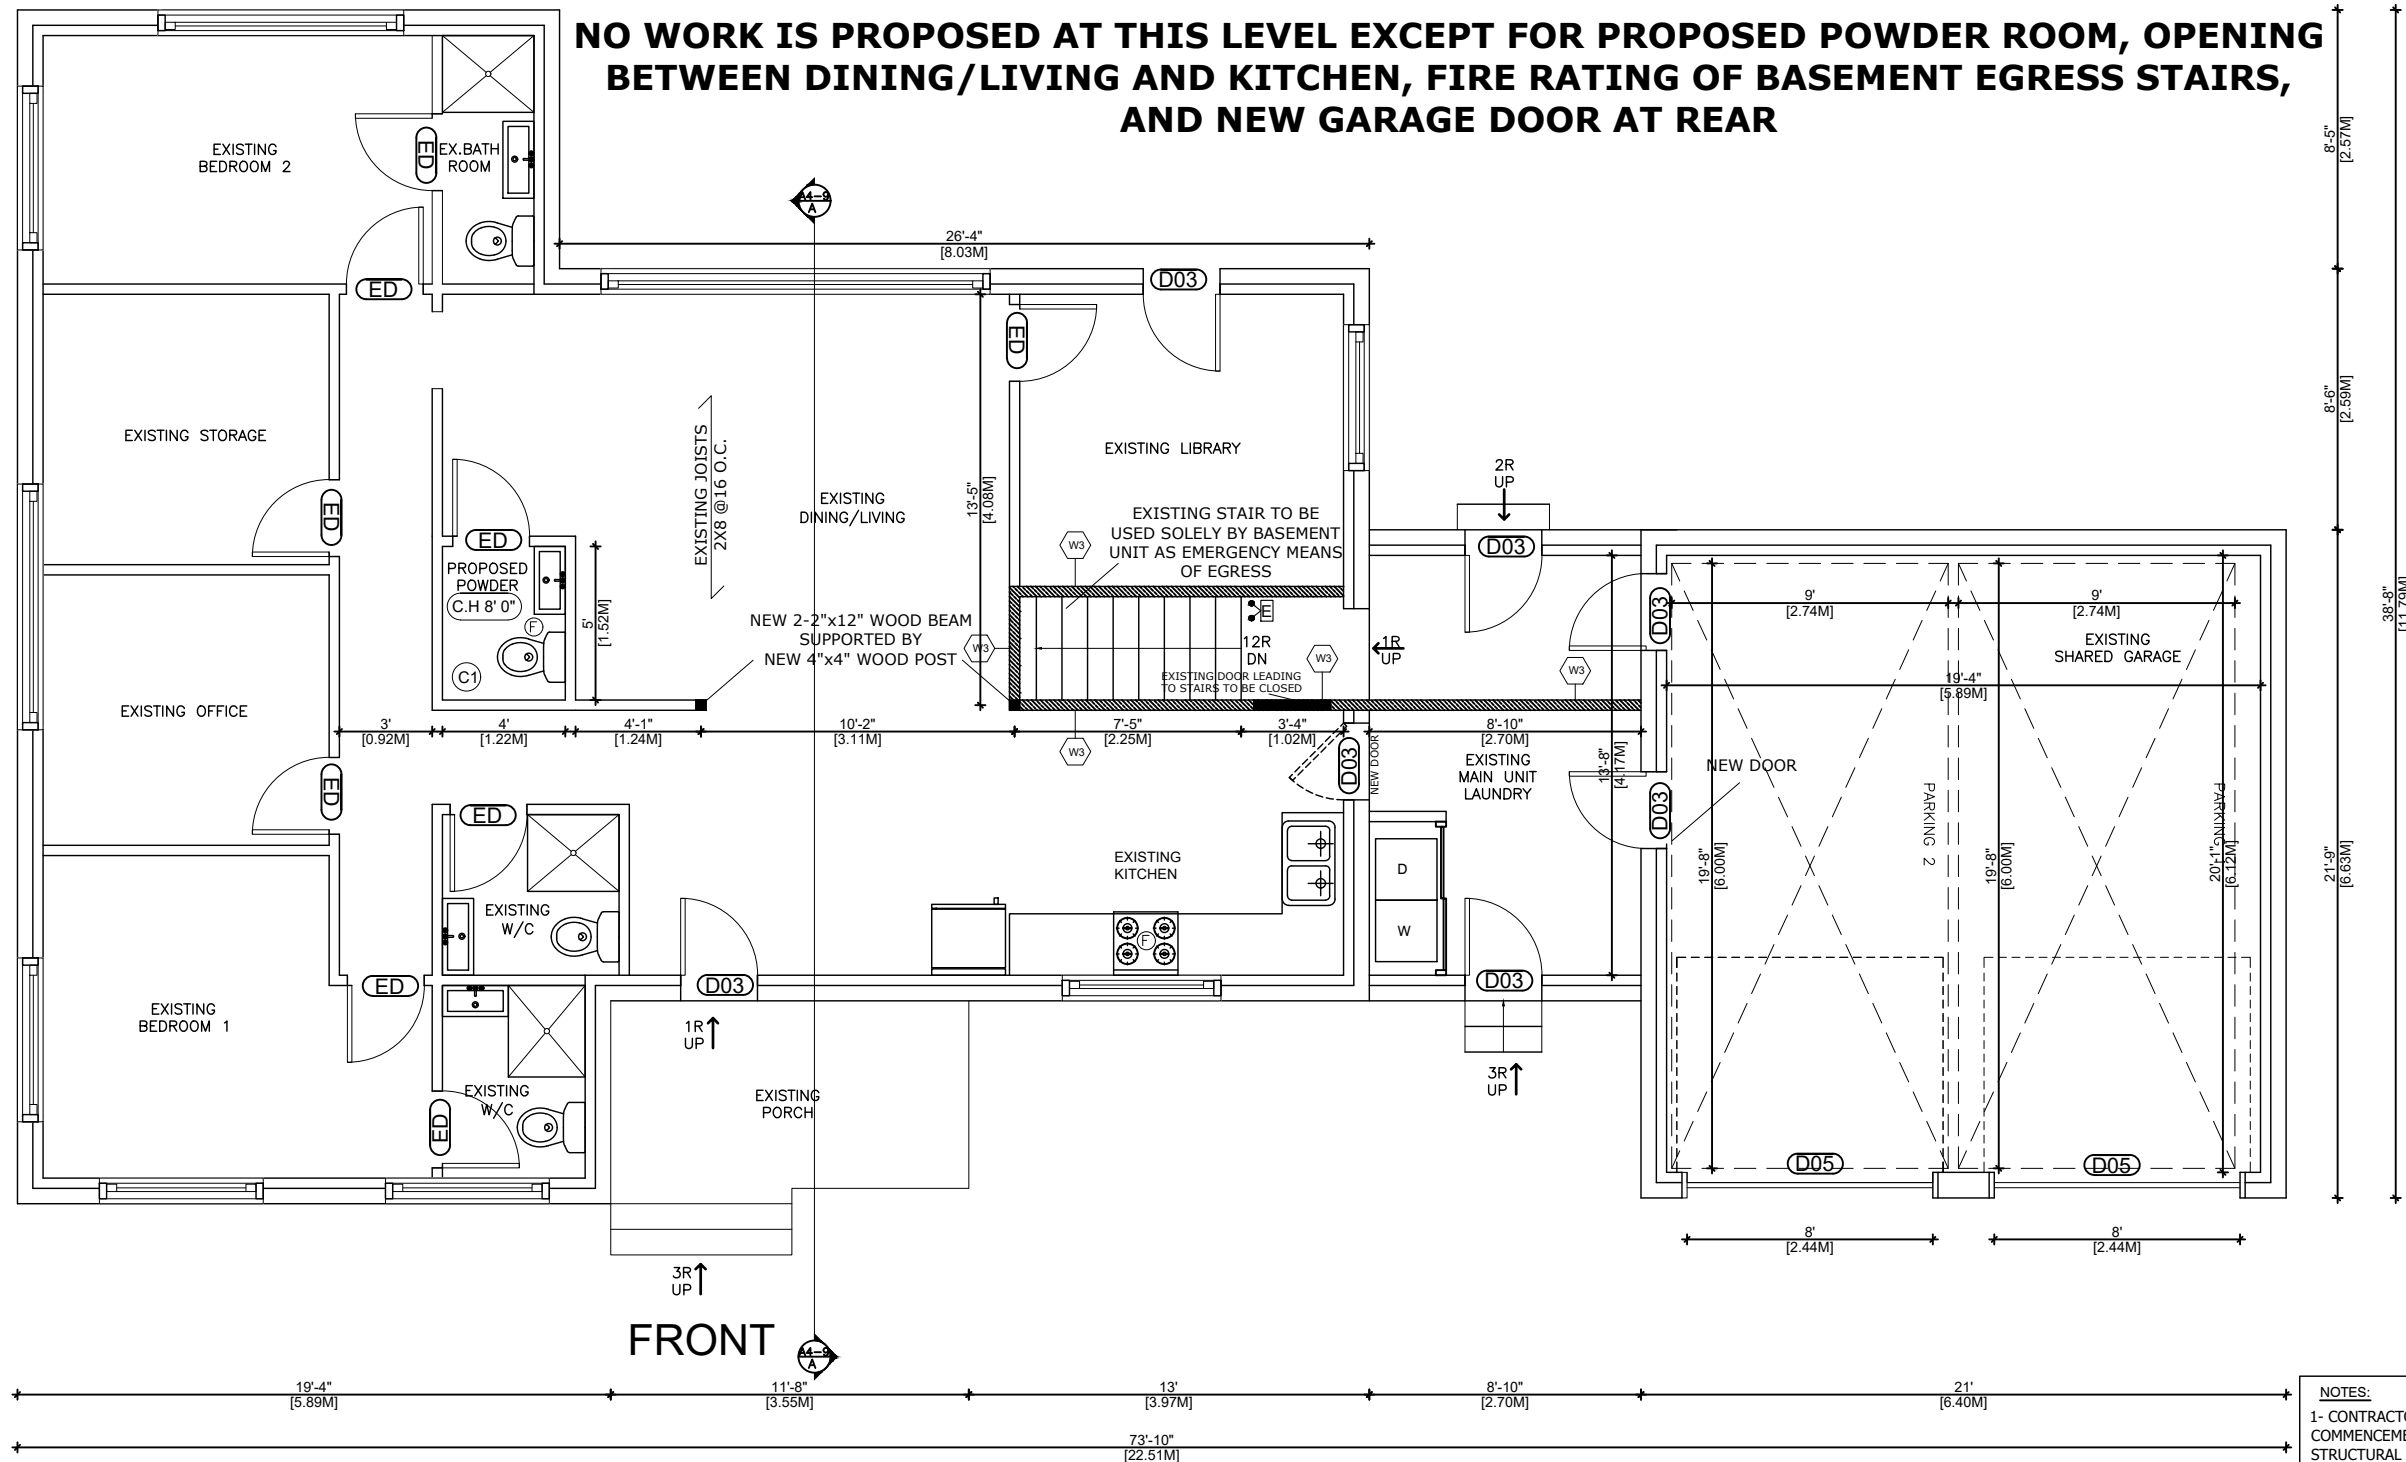 NO WORK IS PROPOSED AT THIS LEVEL EXCEPT FOR PROPOSED POWDER ROOM, OPENING
BETWEEN DINING/LIVING AND KITCHEN, FIRE RATING OF BASEMENT EGRESS STAIRS,
AND NEW GARAGE DOOR AT REAR
EXISTING
BEDROOM 2
ED
EX.BATH
ROOM
ED
A4-9
A
26'-4"
[8.03M]
D03
ED
8'-5"
[2.57M]
8'-6"
[2.59M]
38'-8"
[11.79M]
21'-9"
[6.63M]
EXISTING STORAGE
ED
EXISTING JOISTS
2X8 @16 O.C.
EXISTING
DINING/LIVING
13'-5"
[4.08M]
EXISTING LIBRARY
EXISTING STAIR TO BE
USED SOLELY BY BASEMENT
UNIT AS EMERGENCY MEANS
OF EGRESS
W3
2R
UP
D03
ED
PROPOSED
POWDER
C.H 8' 0"
F
C1
5'
[1.52M]
NEW 2-2"x12" WOOD BEAM
SUPPORTED BY
NEW 4"x4" WOOD POST
W3
E
12R
DN
W3
1R
UP
W3
EXISTING DOOR LEADING
TO STAIRS TO BE CLOSED
D03
9'
[2.74M]
9'
[2.74M]
EXISTING
SHARED GARAGE
19'-4"
[5.89M]
EXISTING OFFICE
ED
3'
[0.92M]
4'
[1.22M]
4'-1"
[1.24M]
10'-2"
[3.11M]
7'-5"
[2.25M]
3'-4"
[1.02M]
8'-10"
[2.70M]
W3
D03
NEW DOOR
EXISTING
MAIN UNIT
LAUNDRY
13'-8"
[4.17M]
NEW DOOR
D03
PARKING 2
PARKING 1
19'-8"
[6.00M]
19'-8"
[6.00M]
20'-1"
[6.12M]
ED
EXISTING
W/C
EXISTING
KITCHEN
F
D
W
D03
D03
ED
EXISTING
BEDROOM 1
ED
EXISTING
W/C
1R
UP
EXISTING
PORCH
3R
UP
D05
D05
8'
[2.44M]
8'
[2.44M]
3R
UP
FRONT
A4-9
A
19'-4"
[5.89M]
11'-8"
[3.55M]
13'
[3.97M]
8'-10"
[2.70M]
21'
[6.40M]
73'-10"
[22.51M]
NOTES:
1- CONTRACTO
COMMENCEME
STRUCTURAL